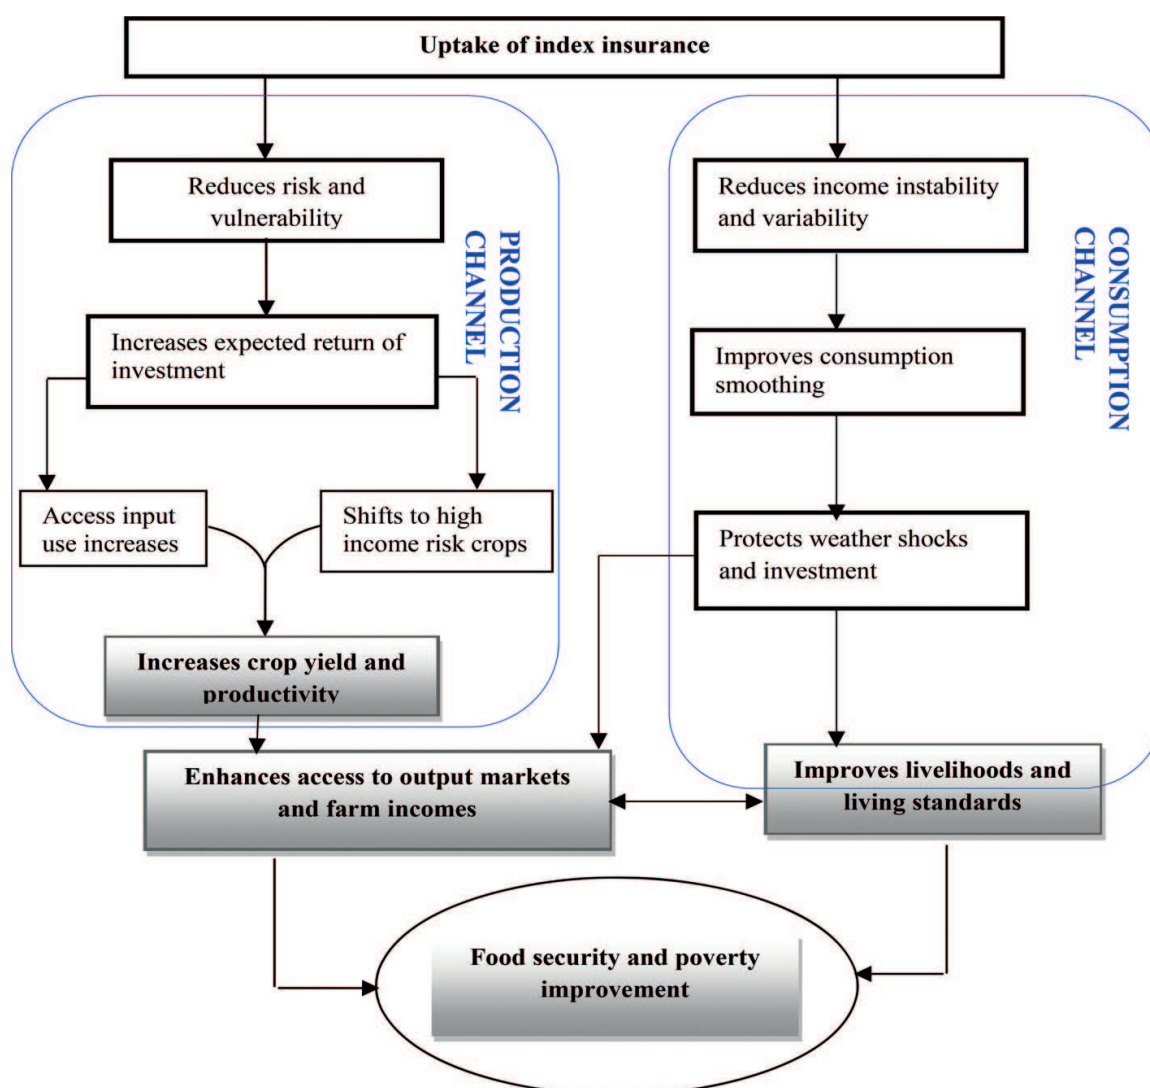 Uptake of index insurance
Reduces risk and
vulnerability
Increases expected return of
investment
Access input
use increases
Shifts to high
income risk crops
PRODUCTION
CHANNEL
Increases crop yield and
productivity
Reduces income instability
and variability
Improves consumption
smoothing
Protects weather shocks
and investment
CONSUMPTION
CHANNEL
Enhances access to output markets
and farm incomes
Improves livelihoods and
living standards
Food security and poverty
improvement